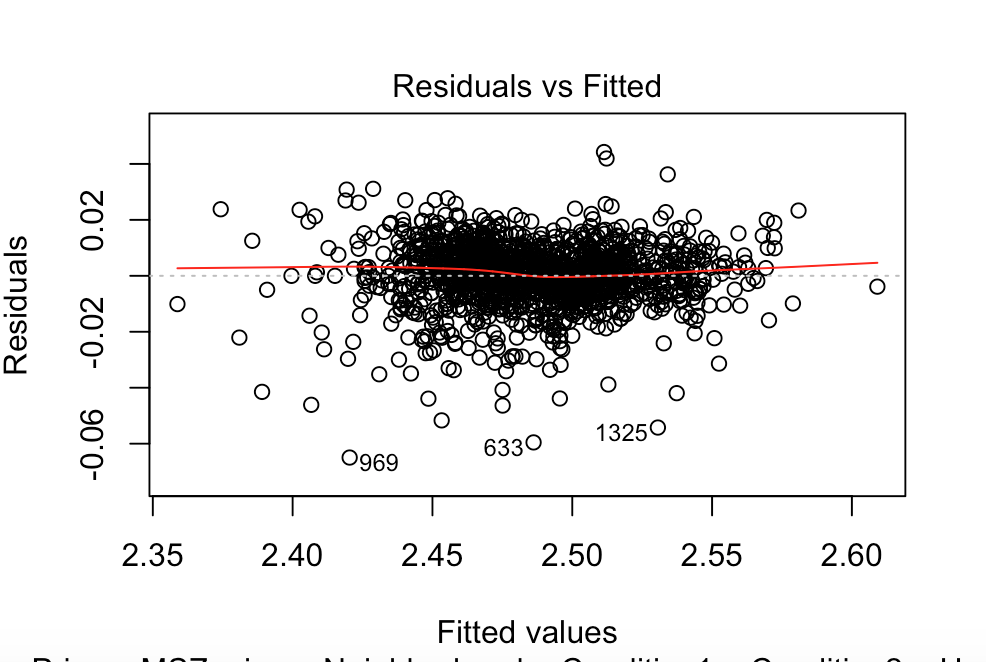 Residuals vs Fitted
Residuals
0.02
-0.02
-0.06
969
633
1325
2.35 2.40 2.45 2.50 2.55 2.60
Fitted values